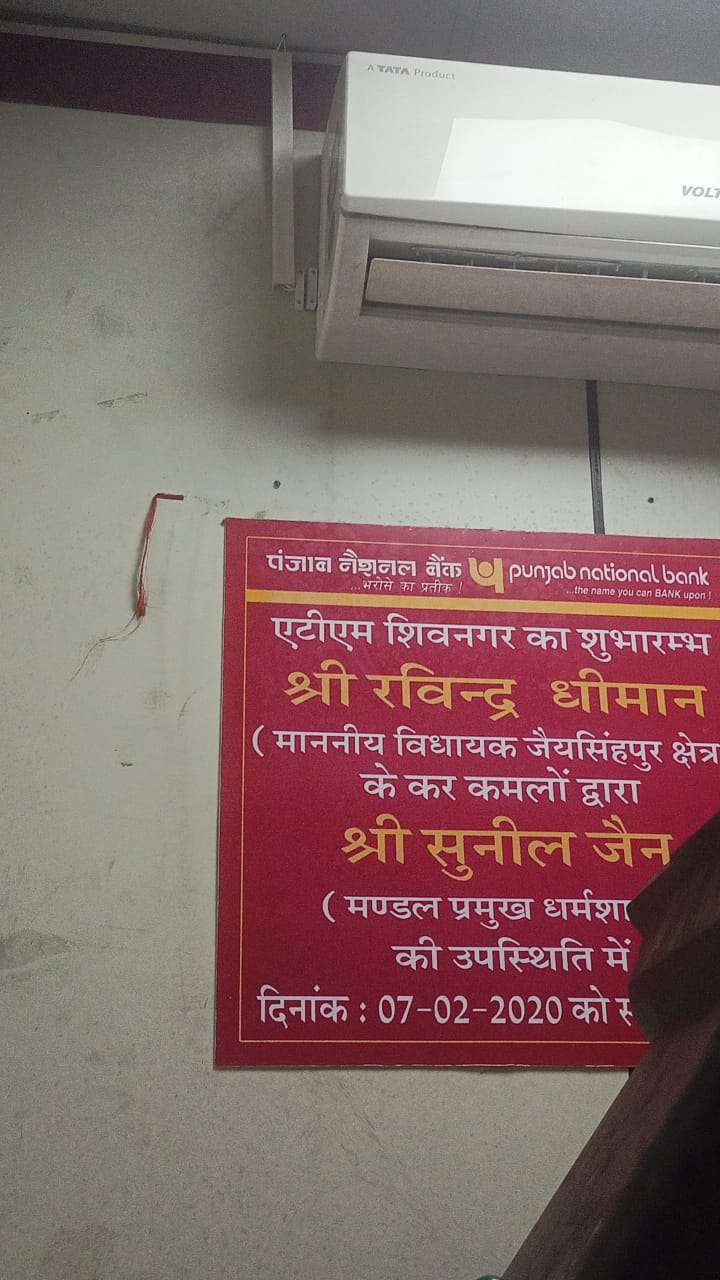 A TATA Product
पंजाब नैशनल बैंक punjab national bank
...भरोसे का प्रतीक ! ...the name you can BANK upon !
एटीएम शिवनगर का शुभारम्भ
श्री रविन्द्र धीमान
( माननीय विधायक जैयसिंहपुर क्षेत्र
के कर कमलों द्वारा
श्री सुनील जैन
( मण्डल प्रमुख
की उपस्थिति में
दिनांक : 07-02-2020 को